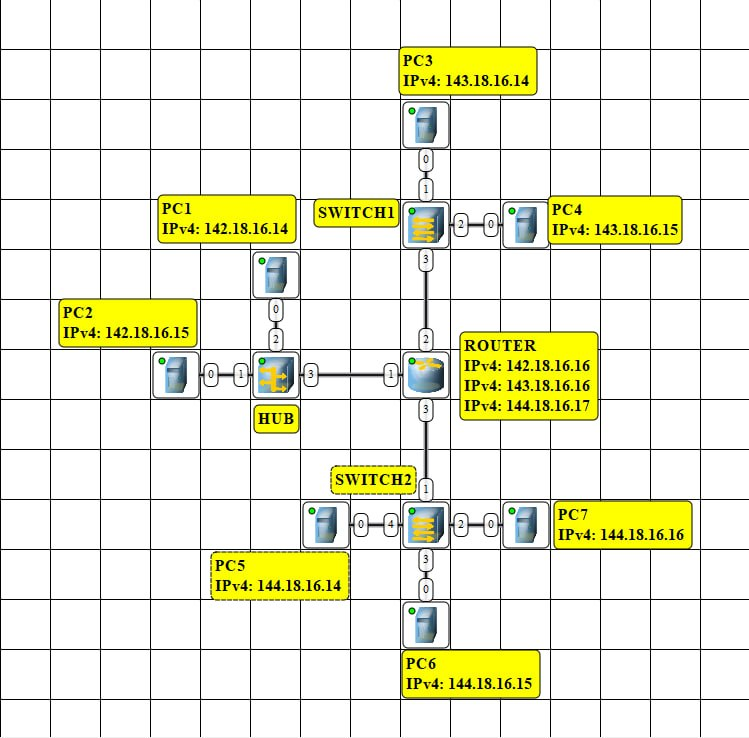 PC3
IPv4: 143.18.16.14
0
1
PC1
IPv4: 142.18.16.14
SWITCH1
2
0
PC4
IPv4: 143.18.16.15
3
PC2
IPv4: 142.18.16.15
0
2
2
ROUTER
IPv4: 142.18.16.16
IPv4: 143.18.16.16
IPv4: 144.18.16.17
0
1
3
1
HUB
3
SWITCH2
1
0
4
2
0
PC7
IPv4: 144.18.16.16
PC5
IPv4: 144.18.16.14
3
0
PC6
IPv4: 144.18.16.15